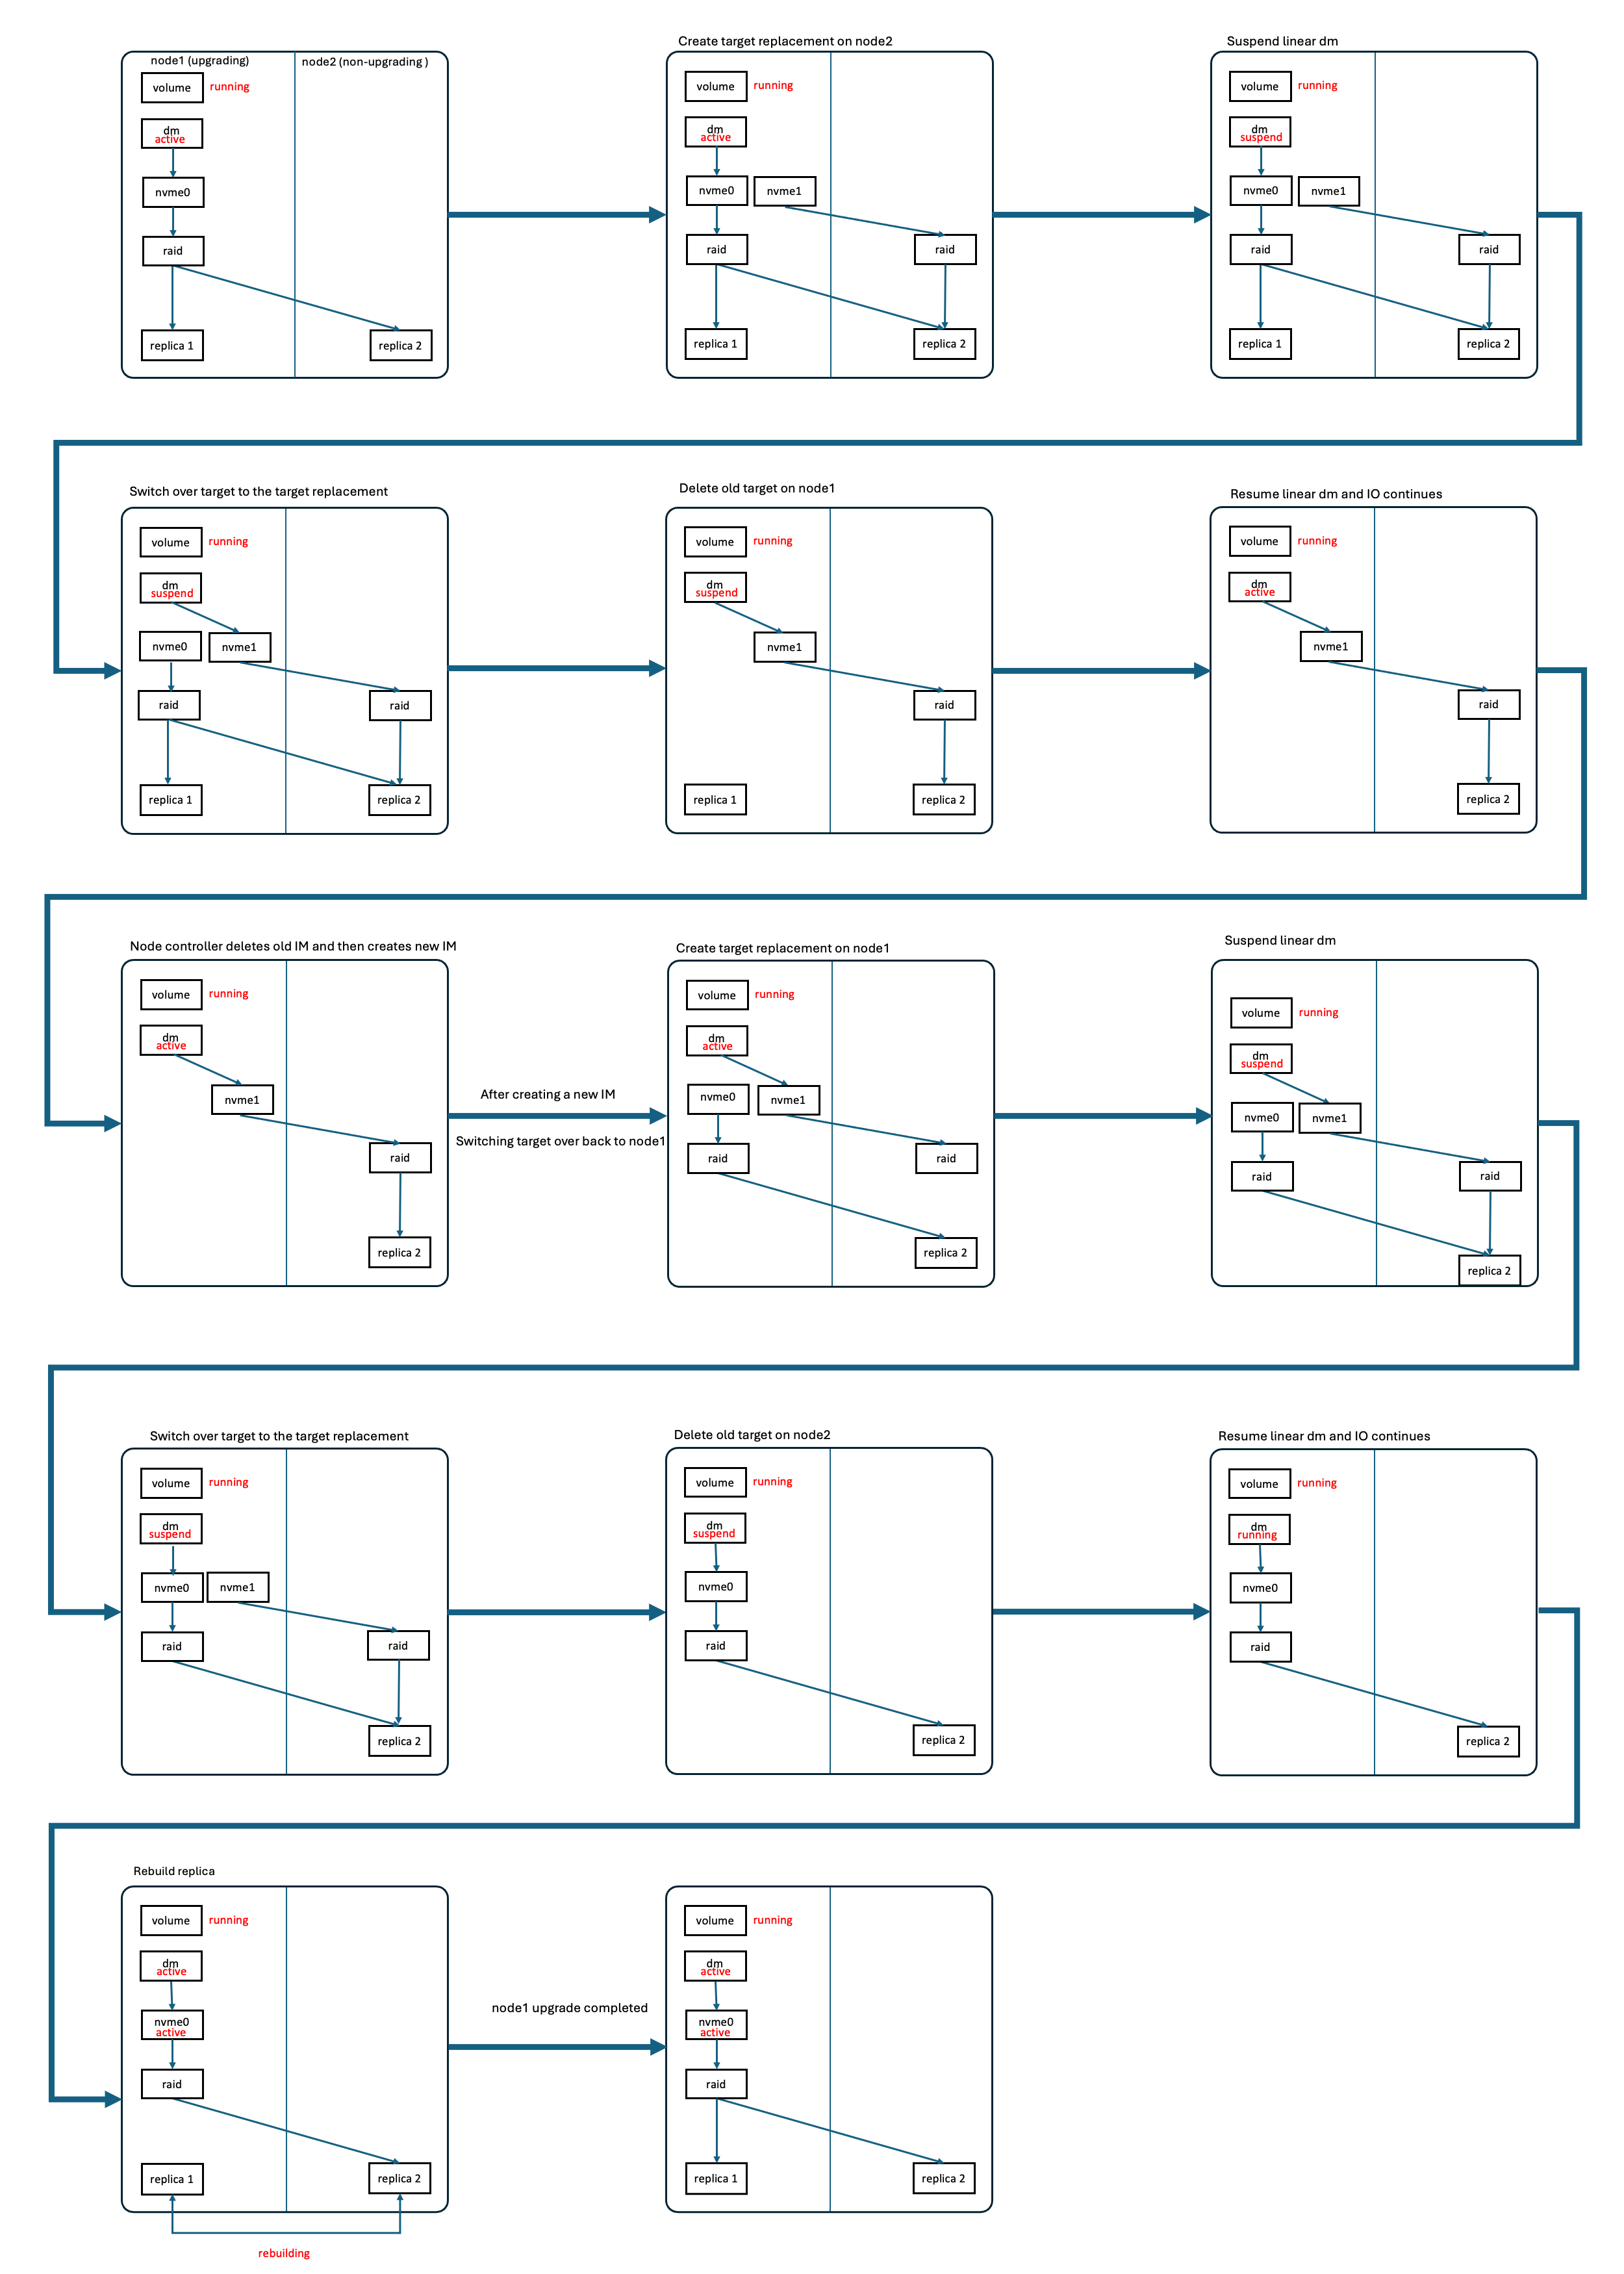 Create target replacement on node2
Suspend linear dm
node1 (upgrading)
node2 (non-upgrading )
volume
running
dm
active
nvme0
raid
replica 1
replica 2
volume
running
dm
active
nvme0
nvme1
raid
raid
replica 1
replica 2
volume
running
dm
suspend
nvme0
nvme1
raid
raid
replica 1
replica 2
Switch over target to the target replacement
Delete old target on node1
Resume linear dm and IO continues
volume
running
dm
suspend
nvme0
nvme1
raid
raid
replica 1
replica 2
volume
running
dm
suspend
nvme1
raid
replica 1
replica 2
volume
running
dm
active
nvme1
raid
replica 2
Node controller deletes old IM and then creates new IM
Create target replacement on node1
Suspend linear dm
volume
running
dm
active
nvme1
raid
replica 2
After creating a new IM
Switching target over back to node1
volume
running
dm
active
nvme0
nvme1
raid
raid
replica 2
volume
running
dm
suspend
nvme0
nvme1
raid
raid
replica 2
Switch over target to the target replacement
Delete old target on node2
Resume linear dm and IO continues
volume
running
dm
suspend
nvme0
nvme1
raid
raid
replica 2
volume
running
dm
suspend
nvme0
raid
replica 2
volume
running
dm
running
nvme0
raid
replica 2
Rebuild replica
volume
running
dm
active
nvme0
active
raid
replica 1
replica 2
rebuilding
node1 upgrade completed
volume
running
dm
active
nvme0
active
raid
replica 1
replica 2